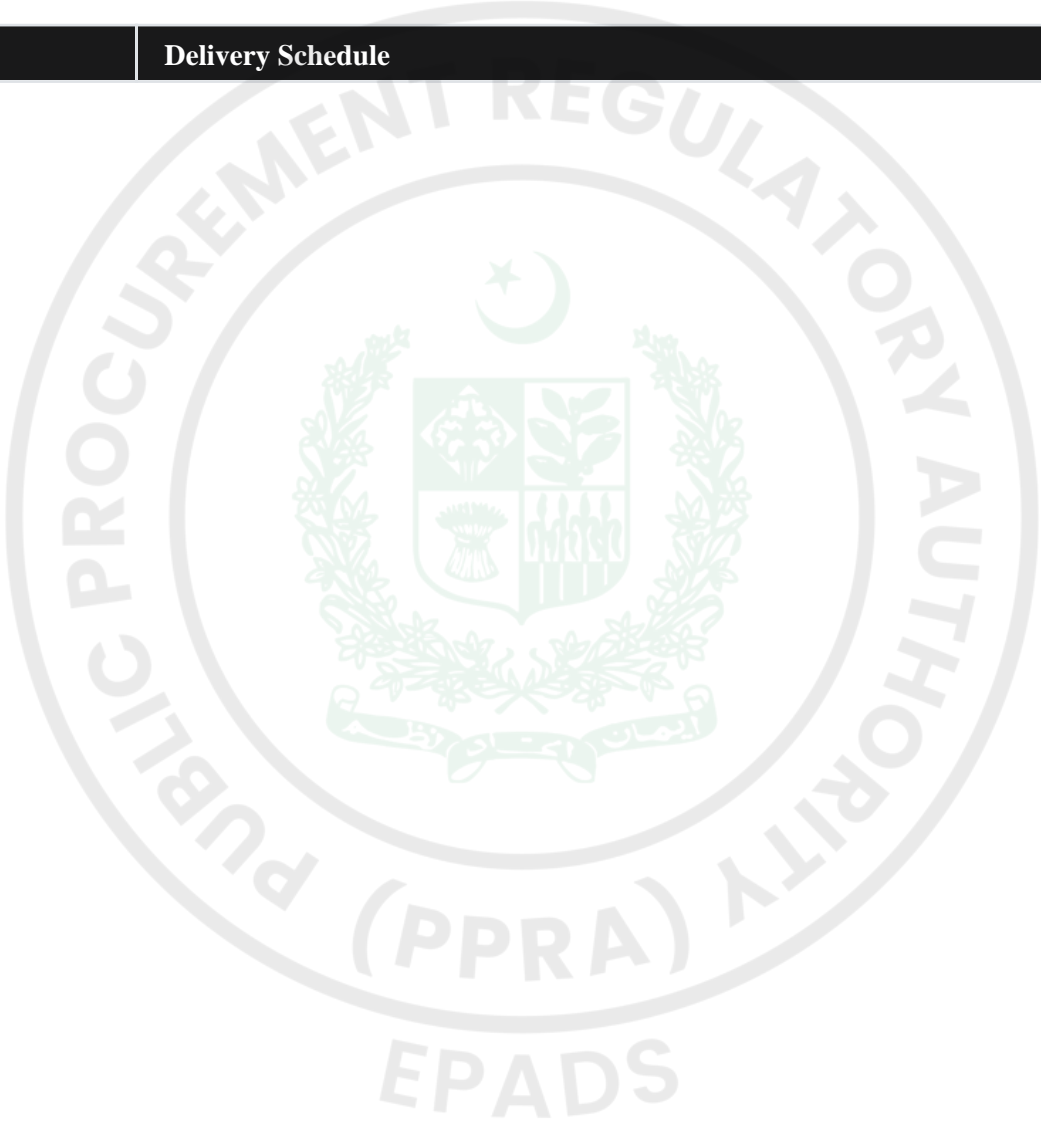 Delivery Schedule
PUBLIC PROCUREMENT REGULATORY AUTHORITY
(PPRA)
EPADS